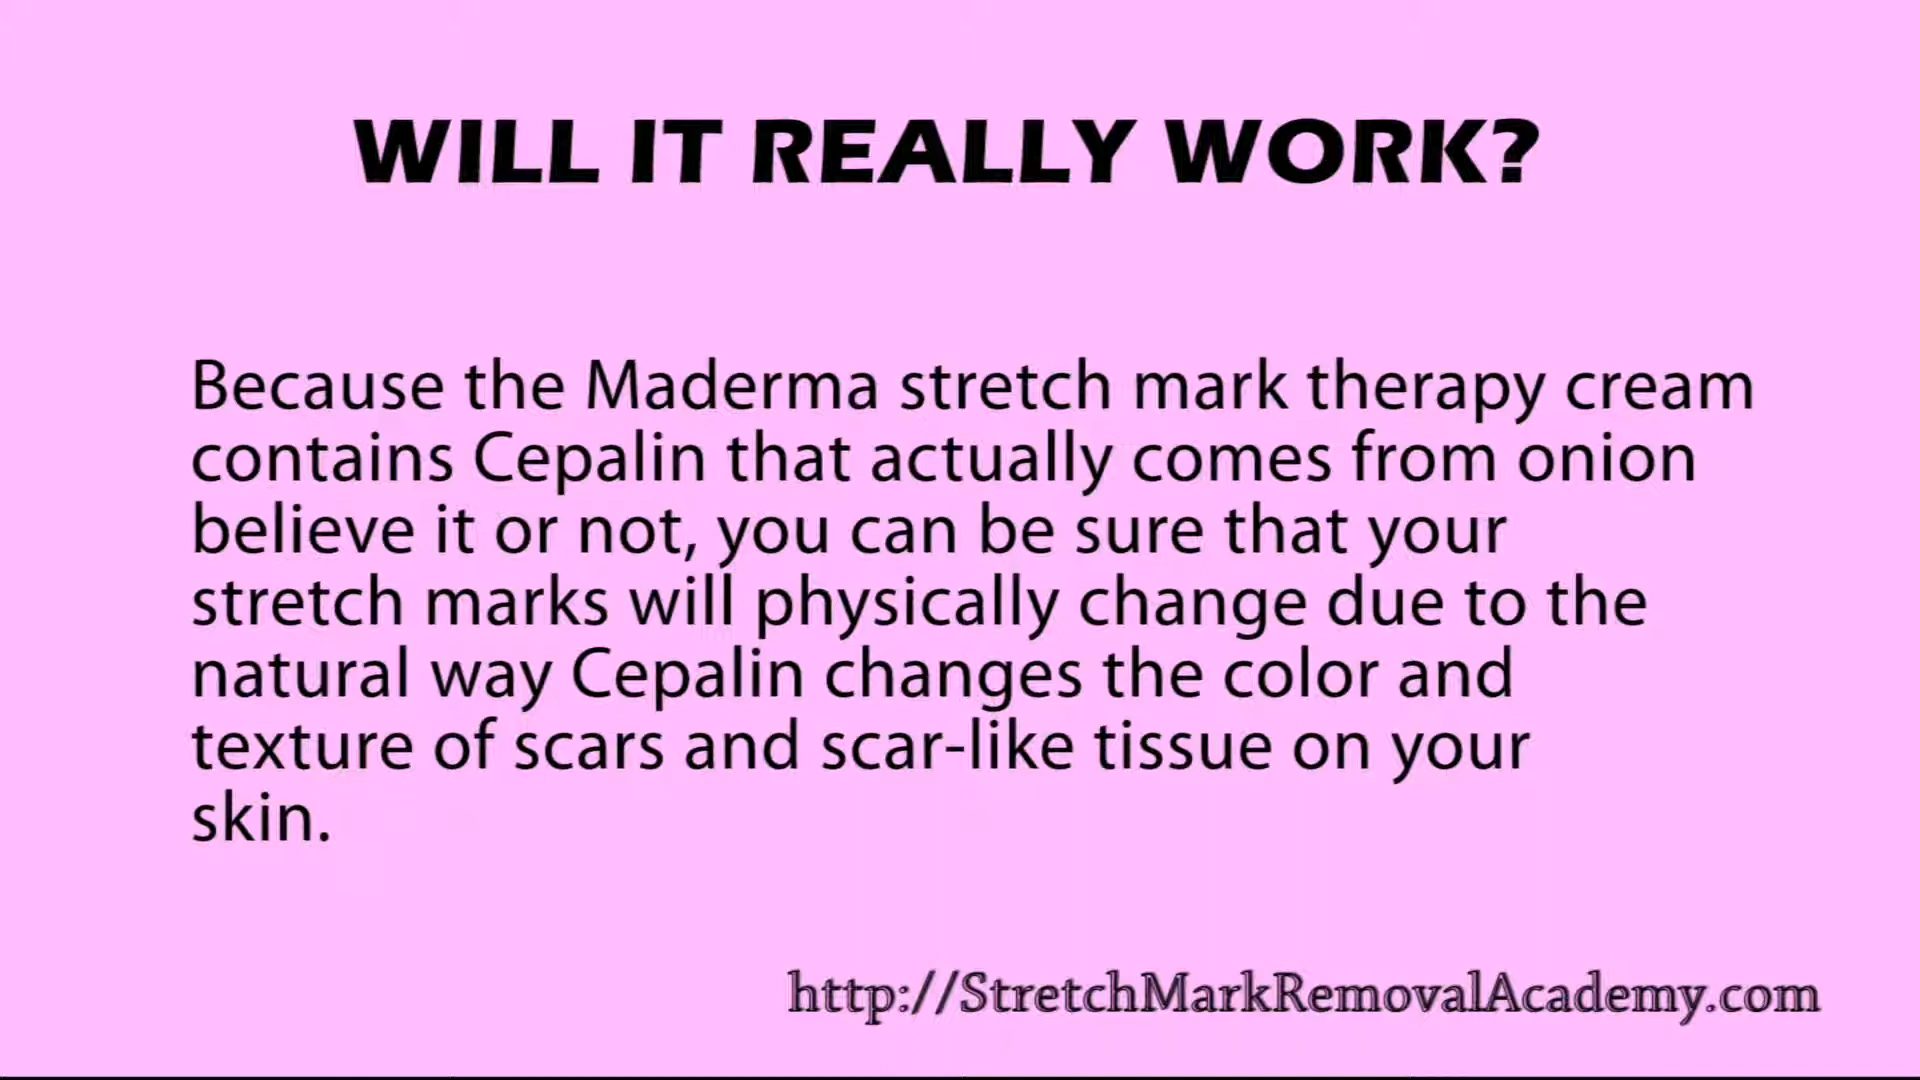 WILL IT REALLY WORK?
Because the Maderma stretch mark therapy cream
contains Cepalin that actually comes from onion
believe it or not, you can be sure that your
stretch marks will physically change due to the
natural way Cepalin changes the color and
texture of scars and scar-like tissue on your
skin.
http://StretchMarkRemovalAcademy.com